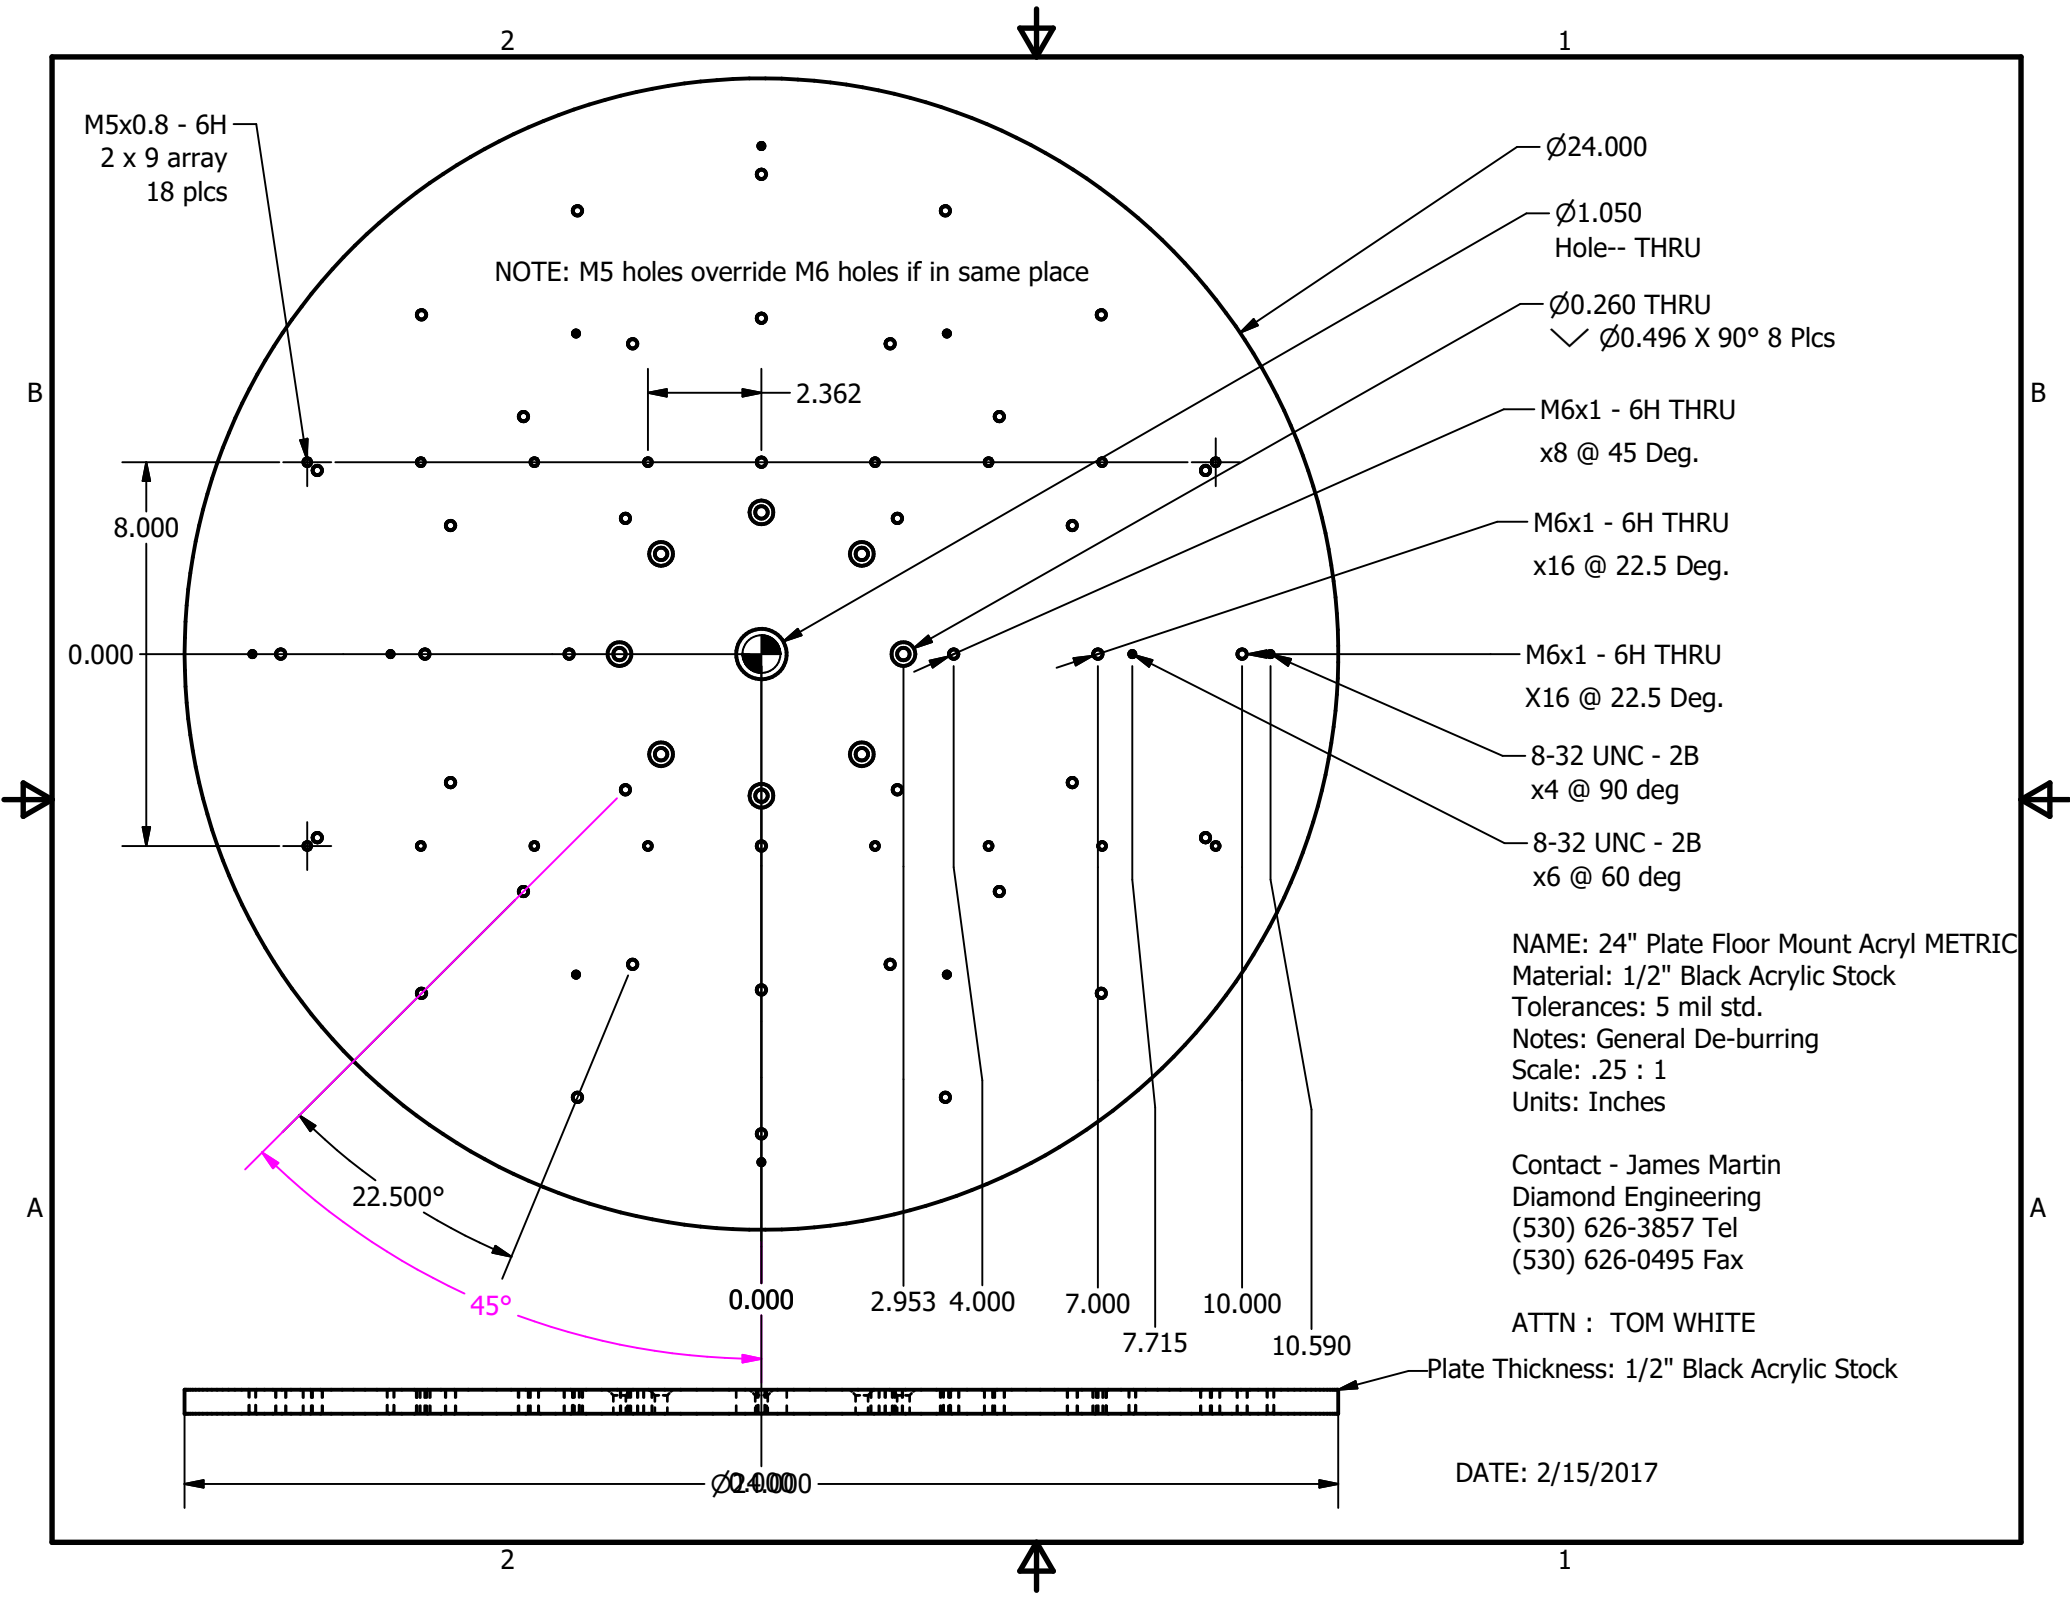 2
1
M5x0.8 - 6H
2 x 9 array
18 plcs
Ø24.000
Ø1.050
Hole-- THRU
NOTE: M5 holes override M6 holes if in same place
Ø0.260 THRU
Ø0.496 X 90° 8 Plcs
B
B
2.362
M6x1 - 6H THRU
x8 @ 45 Deg.
8.000
M6x1 - 6H THRU
x16 @ 22.5 Deg.
0.000
M6x1 - 6H THRU
X16 @ 22.5 Deg.
8-32 UNC - 2B
x4 @ 90 deg
8-32 UNC - 2B
x6 @ 60 deg
NAME: 24" Plate Floor Mount Acryl METRIC
Material: 1/2" Black Acrylic Stock
Tolerances: 5 mil std.
Notes: General De-burring
Scale: .25 : 1
Units: Inches
Contact - James Martin
Diamond Engineering
(530) 626-3857 Tel
(530) 626-0495 Fax
A
A
22.500°
45°
0.000
2.953
4.000
7.000
7.715
10.000
10.590
ATTN : TOM WHITE
Plate Thickness: 1/2" Black Acrylic Stock
Ø24.000
0.000
DATE: 2/15/2017
2
1